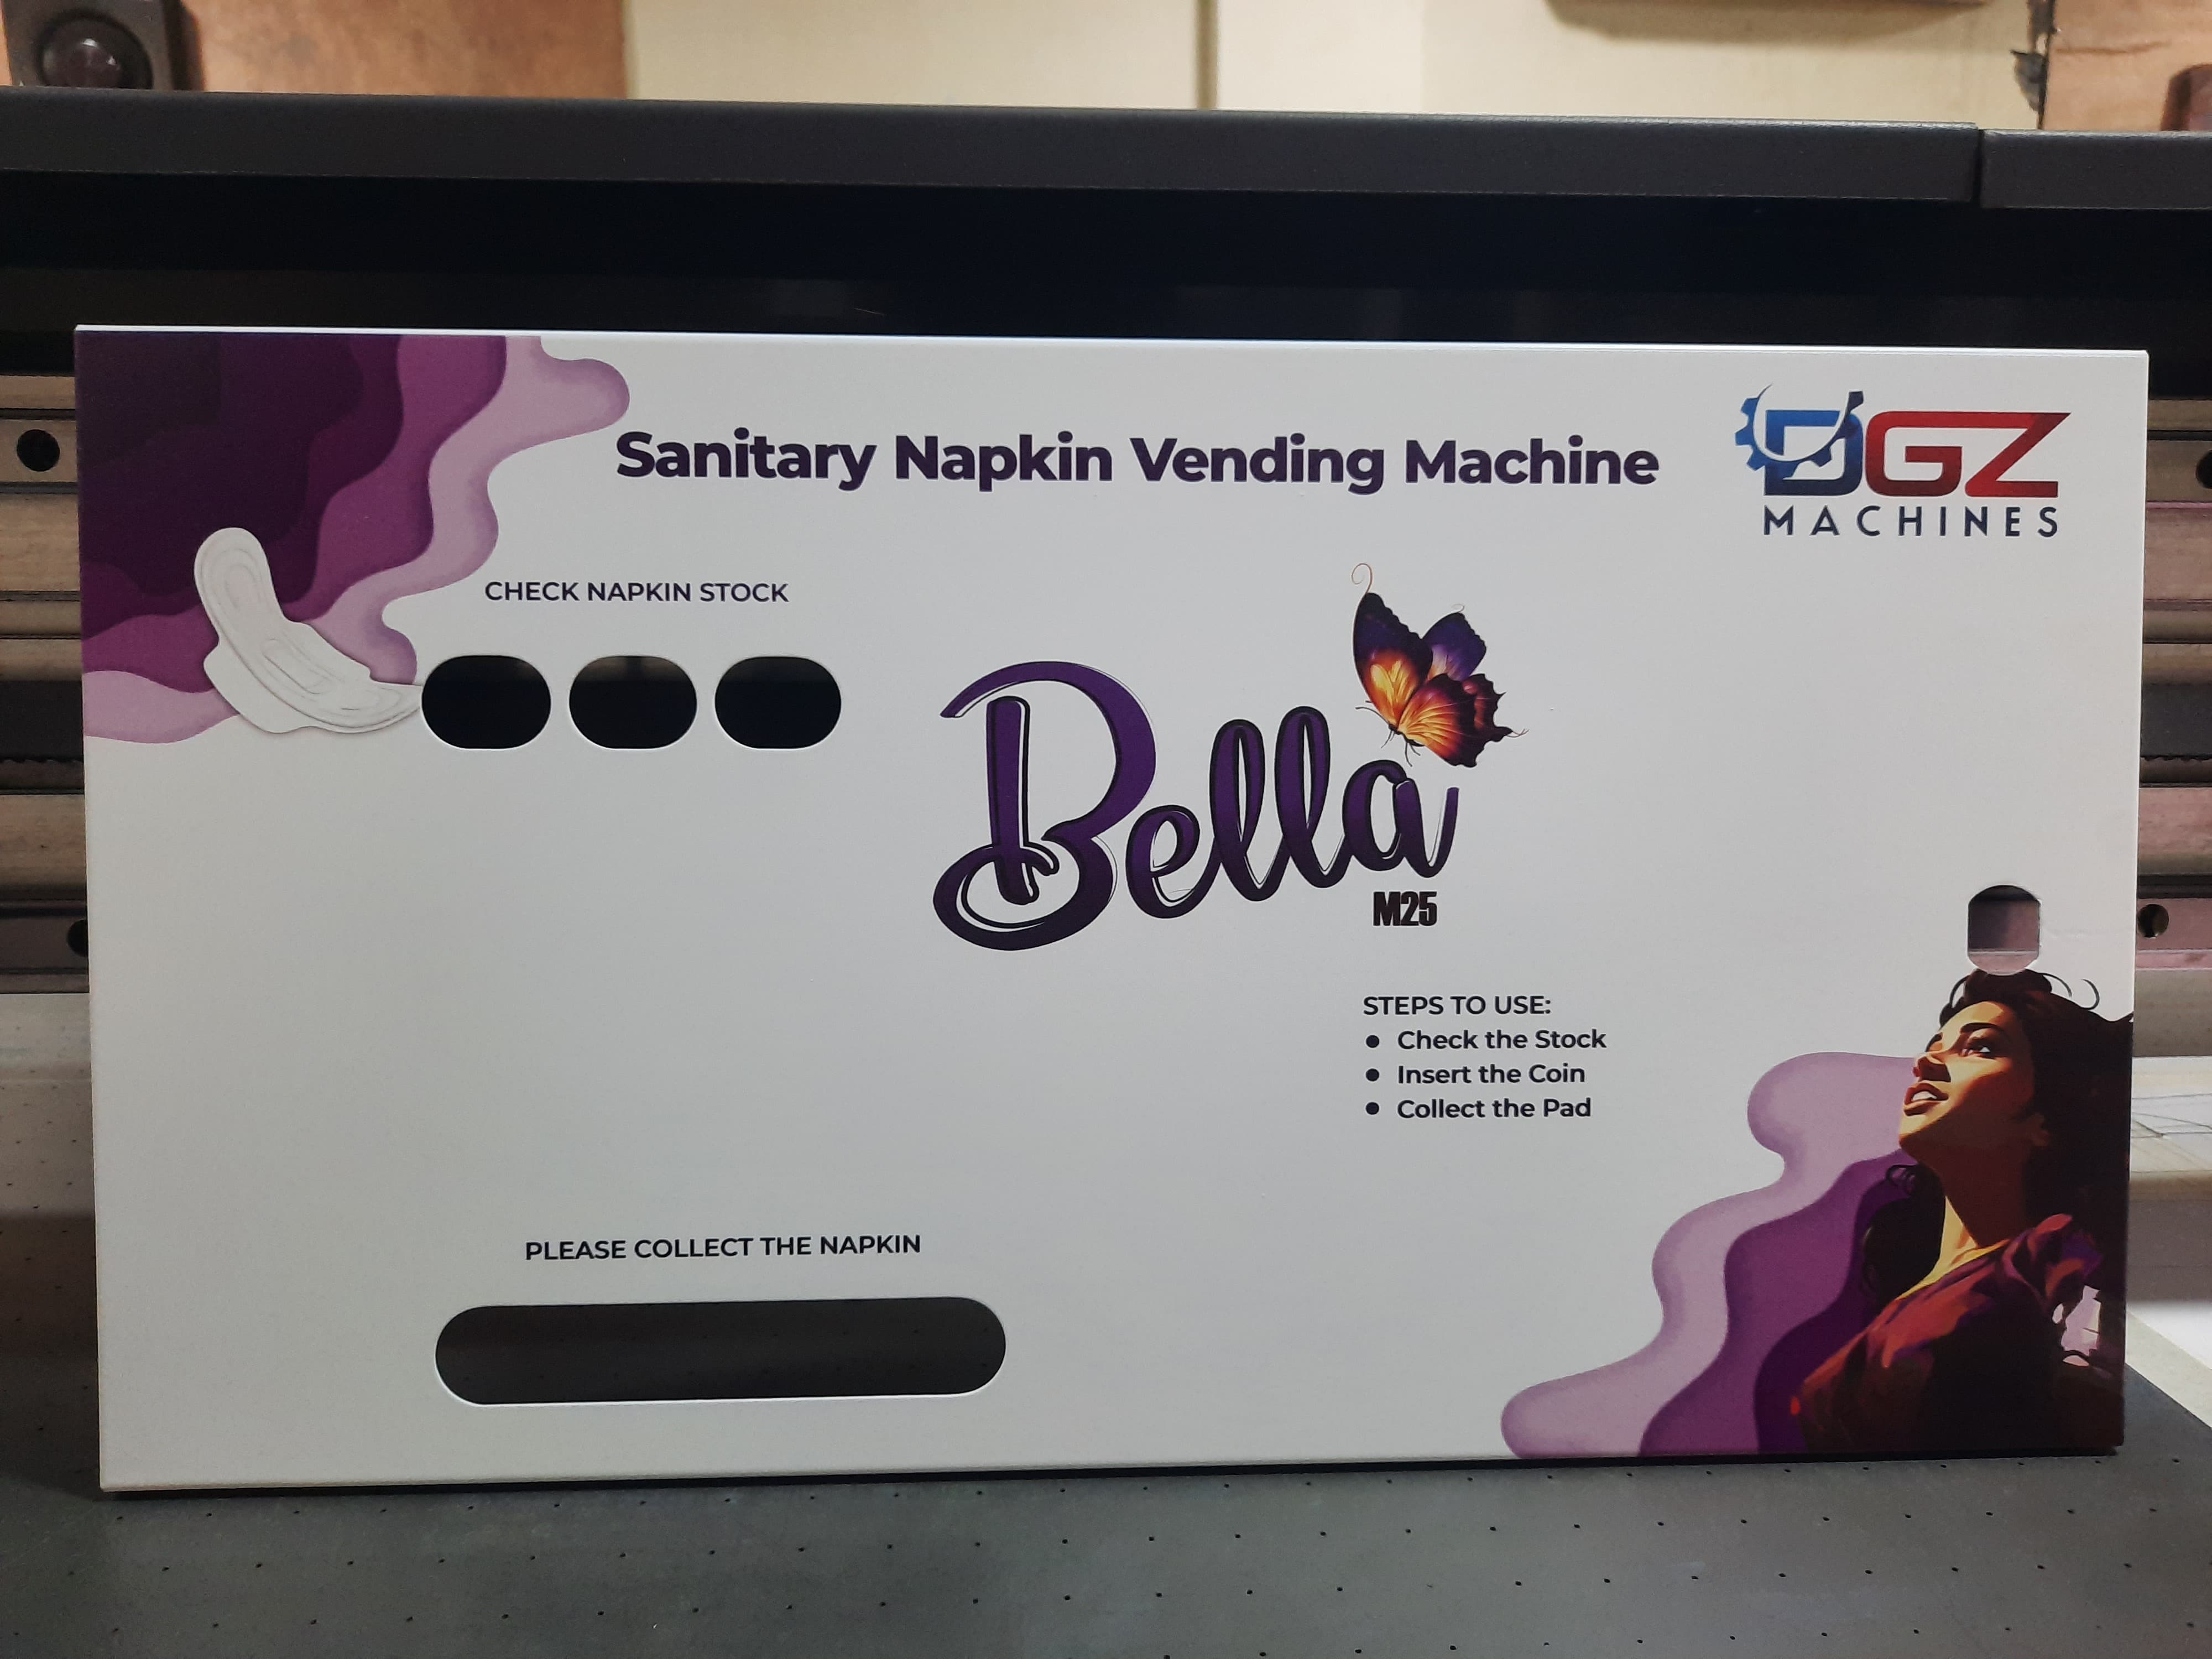 Sanitary Napkin Vending Machine
DGZ
MACHINES
CHECK NAPKIN STOCK
Bella
M25
STEPS TO USE:
● Check the Stock
● Insert the Coin
● Collect the Pad
PLEASE COLLECT THE NAPKIN